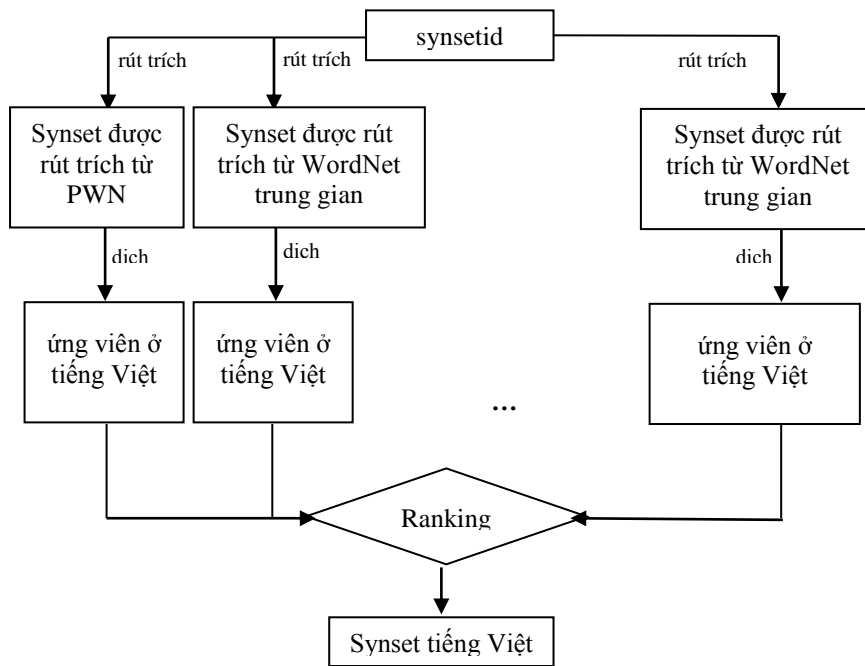 synsetid
rút trích
rút trích
rút trích
Synset được
rút trích từ
PWN
Synset được rút
trích từ WordNet
trung gian
Synset được rút
trích từ WordNet
trung gian
dịch
dịch
dịch
ứng viên ở
tiếng Việt
ứng viên ở
tiếng Việt
ứng viên ở
tiếng Việt
...
Ranking
Synset tiếng Việt